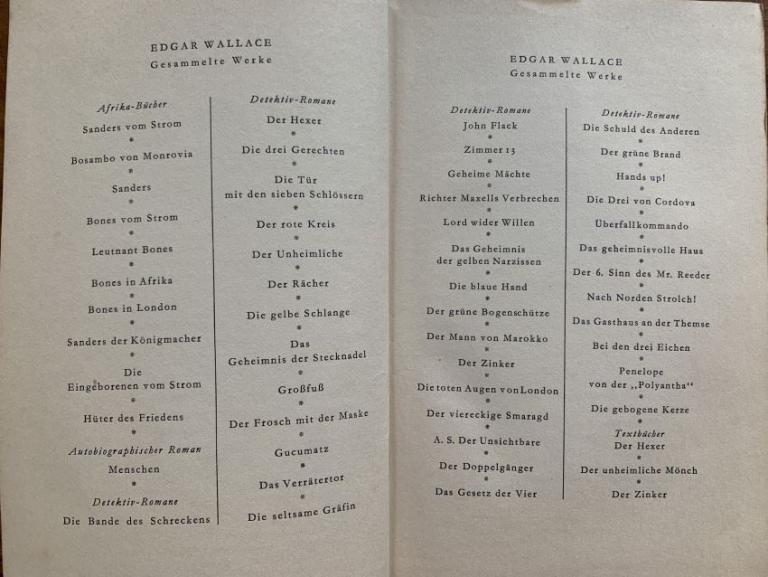 EDGAR WALLACE
Gesammelte Werke
Afrika-Bücher
Sanders vom Strom
*
Bosambo von Monrovia
*
Sanders
*
Bones vom Strom
*
Leutnant Bones
*
Bones in Afrika
*
Bones in London
*
Sanders der Königmacher
*
Die
Eingeborenen vom Strom
*
Hüter des Friedens
*
Autobiographischer Roman
Menschen
*
Detektiv-Romane
Die Bande des Schreckens
Detektiv-Romane
Der Hexer
*
Die drei Gerechten
*
Die Tür
mit den sieben Schlössern
*
Der rote Kreis
*
Der Unheimliche
*
Der Rächer
*
Die gelbe Schlange
*
Das
Geheimnis der Stecknadel
*
Großfuß
*
Der Frosch mit der Maske
*
Gucumatz
*
Das Verrätertor
*
Die seltsame Gräfin
EDGAR WALLACE
Gesammelte Werke
Detektiv-Romane
John Flack
*
Zimmer 13
*
Geheime Mächte
*
Richter Maxells Verbrechen
*
Lord wider Willen
*
Das Geheimnis
der gelben Narzissen
*
Die blaue Hand
*
Der grüne Bogenschütze
*
Der Mann von Marokko
*
Der Zinker
*
Die toten Augen von London
*
Der viereckige Smaragd
*
A. S. Der Unsichtbare
*
Der Doppelgänger
*
Das Gesetz der Vier
Detektiv-Romane
Die Schuld des Anderen
*
Der grüne Brand
*
Hands up!
*
Die Drei von Cordova
*
Überfallkommando
*
Das geheimnisvolle Haus
*
Der 6. Sinn des Mr. Reeder
*
Nach Norden Strolch!
*
Das Gasthaus an der Themse
*
Bei den drei Eichen
*
Penelope
von der „Polyantha“
*
Die gebogene Kerze
*
Textbücher
Der Hexer
*
Der unheimliche Mönch
*
Der Zinker